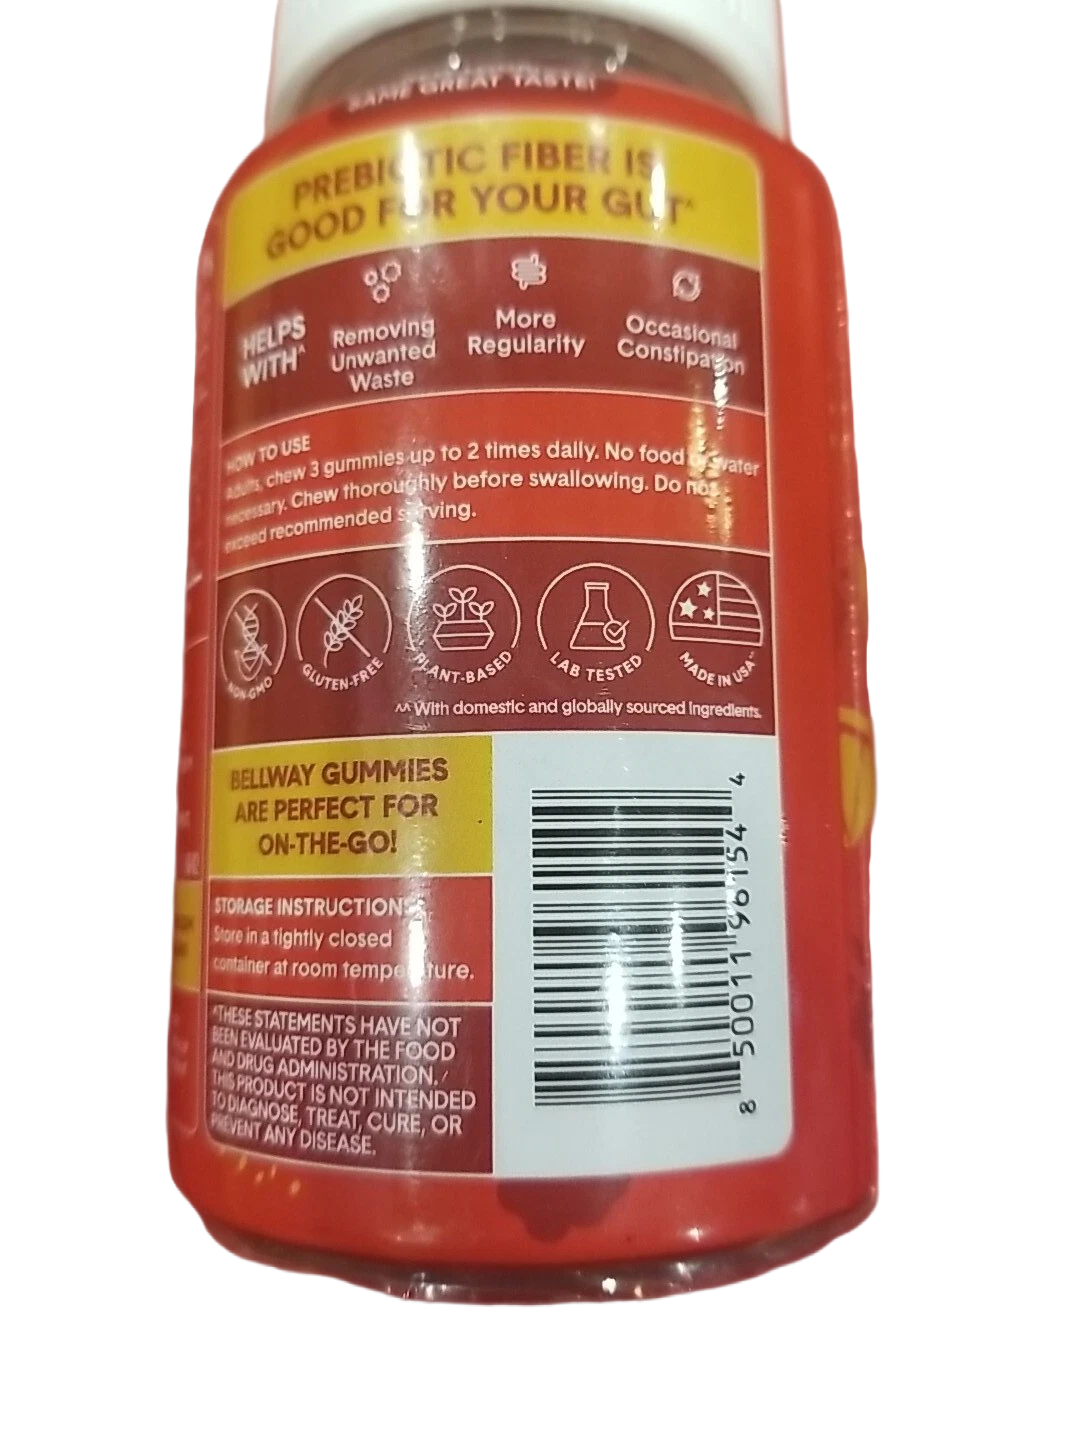 SAME GREAT TASTE!
PREBIOTIC FIBER IS
GOOD FOR YOUR GUT^
HELPS
WITH^
Removing
Unwanted
Waste
More
Regularity
Occasional
Constipation
HOW TO USE
Adults, chew 3 gummies up to 2 times daily. No food or water
necessary. Chew thoroughly before swallowing. Do not
exceed recommended serving.
NON-GMO
GLUTEN-FREE
PLANT-BASED
LAB TESTED
MADE IN USA^^
^^With domestic and globally sourced ingredients.
BELLWAY GUMMIES
ARE PERFECT FOR
ON-THE-GO!
STORAGE INSTRUCTIONS
Store in a tightly closed
container at room temperature.
^THESE STATEMENTS HAVE NOT
BEEN EVALUATED BY THE FOOD
AND DRUG ADMINISTRATION.
THIS PRODUCT IS NOT INTENDED
TO DIAGNOSE, TREAT, CURE, OR
PREVENT ANY DISEASE.
8 50011 96154 4